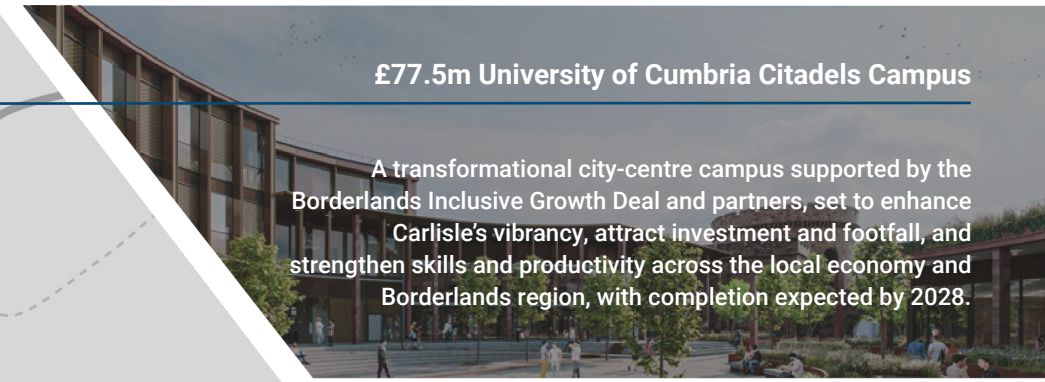 £77.5m University of Cumbria Citadels Campus
A transformational city-centre campus supported by the
Borderlands Inclusive Growth Deal and partners, set to enhance
Carlisle’s vibrancy, attract investment and footfall, and
strengthen skills and productivity across the local economy and
Borderlands region, with completion expected by 2028.